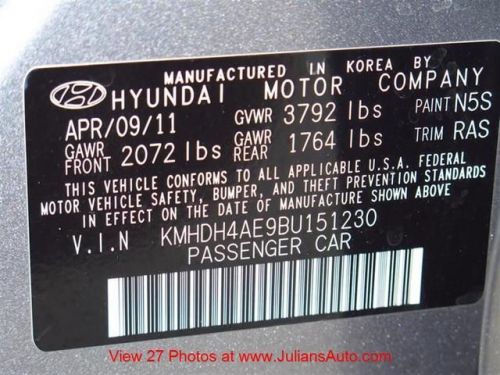 MANUFACTURED IN KOREA BY
HYUNDAI MOTOR COMPANY
APR/09/11 GVWR 3792 lbs PAINT N5S
GAWR FRONT 2072 lbs GAWR REAR 1764 lbs TRIM RAS
THIS VEHICLE CONFORMS TO ALL APPLICABLE U.S.A. FEDERAL
MOTOR VEHICLE SAFETY, BUMPER, AND THEFT PREVENTION STANDARDS
IN EFFECT ON THE DATE OF MANUFACTURE SHOWN ABOVE.
V.I.N KMHDH4AE9BU151230
PASSENGER CAR
View 27 Photos at www.JuliansAuto.com